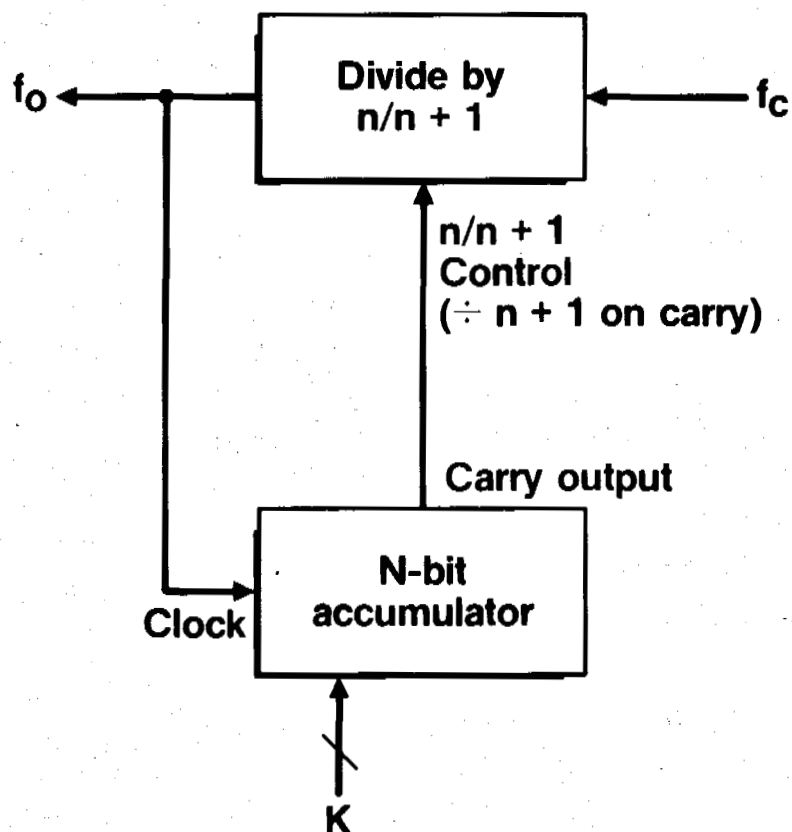 Divide by
n/n + 1
fo
fc
n/n + 1
Control
(÷ n + 1 on carry)
Carry output
N-bit
accumulator
Clock
K